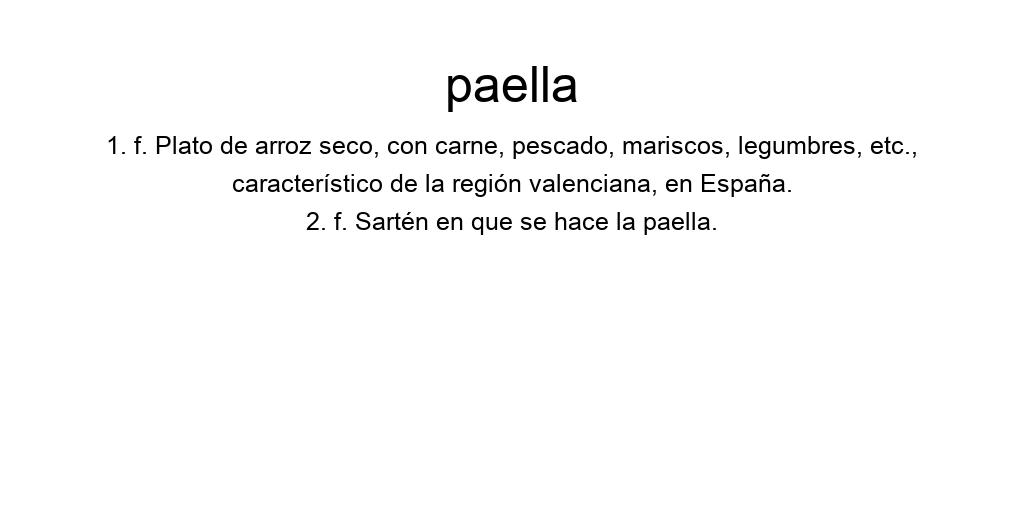 paella
1. f. Plato de arroz seco, con carne, pescado, mariscos, legumbres, etc.,
característico de la región valenciana, en España.
2. f. Sartén en que se hace la paella.